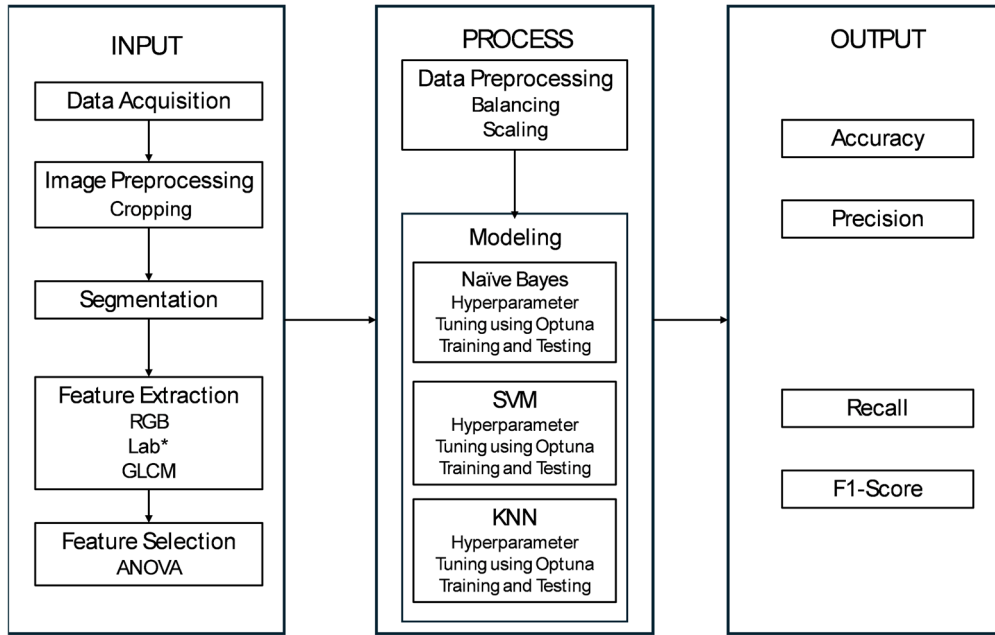 INPUT
Data Acquisition
Image Preprocessing
Cropping
Segmentation
Feature Extraction
RGB
Lab*
GLCM
Feature Selection
ANOVA
PROCESS
Data Preprocessing
Balancing
Scaling
Modeling
Naïve Bayes
Hyperparameter
Tuning using Optuna
Training and Testing
SVM
Hyperparameter
Tuning using Optuna
Training and Testing
KNN
Hyperparameter
Tuning using Optuna
Training and Testing
OUTPUT
Accuracy
Precision
Recall
F1-Score